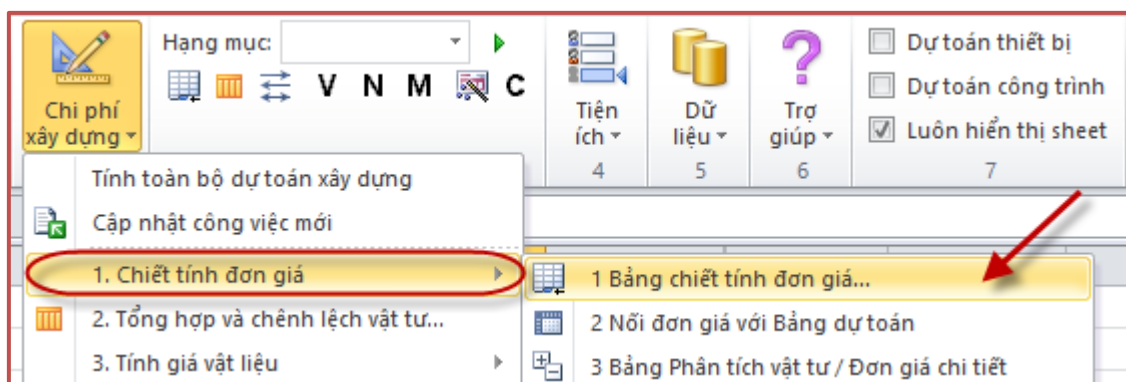 Hạng mục:
V N M C
Chi phí
xây dựng
Tiện
ích
Dữ
liệu
Trợ
giúp
Dự toán thiết bị
Dự toán công trình
Luôn hiển thị sheet
4
5
6
7
Tính toàn bộ dự toán xây dựng
Cập nhật công việc mới
1. Chiết tính đơn giá
2. Tổng hợp và chênh lệch vật tư...
3. Tính giá vật liệu
1 Bảng chiết tính đơn giá...
2 Nối đơn giá với Bảng dự toán
3 Bảng Phân tích vật tư / Đơn giá chi tiết